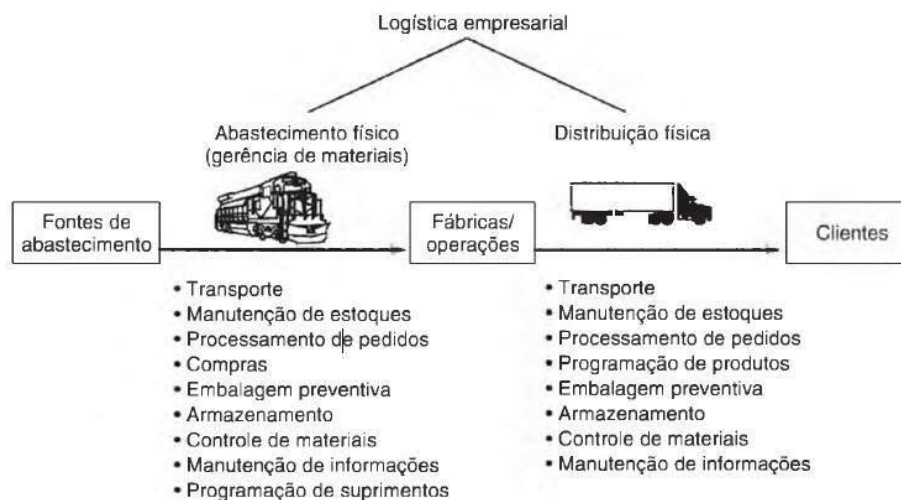 Logística empresarial
Abastecimento físico
(gerência de materiais)
Distribuição física
Fontes de
abastecimento
Fábricas/
operações
Clientes
• Transporte
• Manutenção de estoques
• Processamento de pedidos
• Compras
• Embalagem preventiva
• Armazenamento
• Controle de materiais
• Manutenção de informações
• Programação de suprimentos
• Transporte
• Manutenção de estoques
• Processamento de pedidos
• Programação de produtos
• Embalagem preventiva
• Armazenamento
• Controle de materiais
• Manutenção de informações